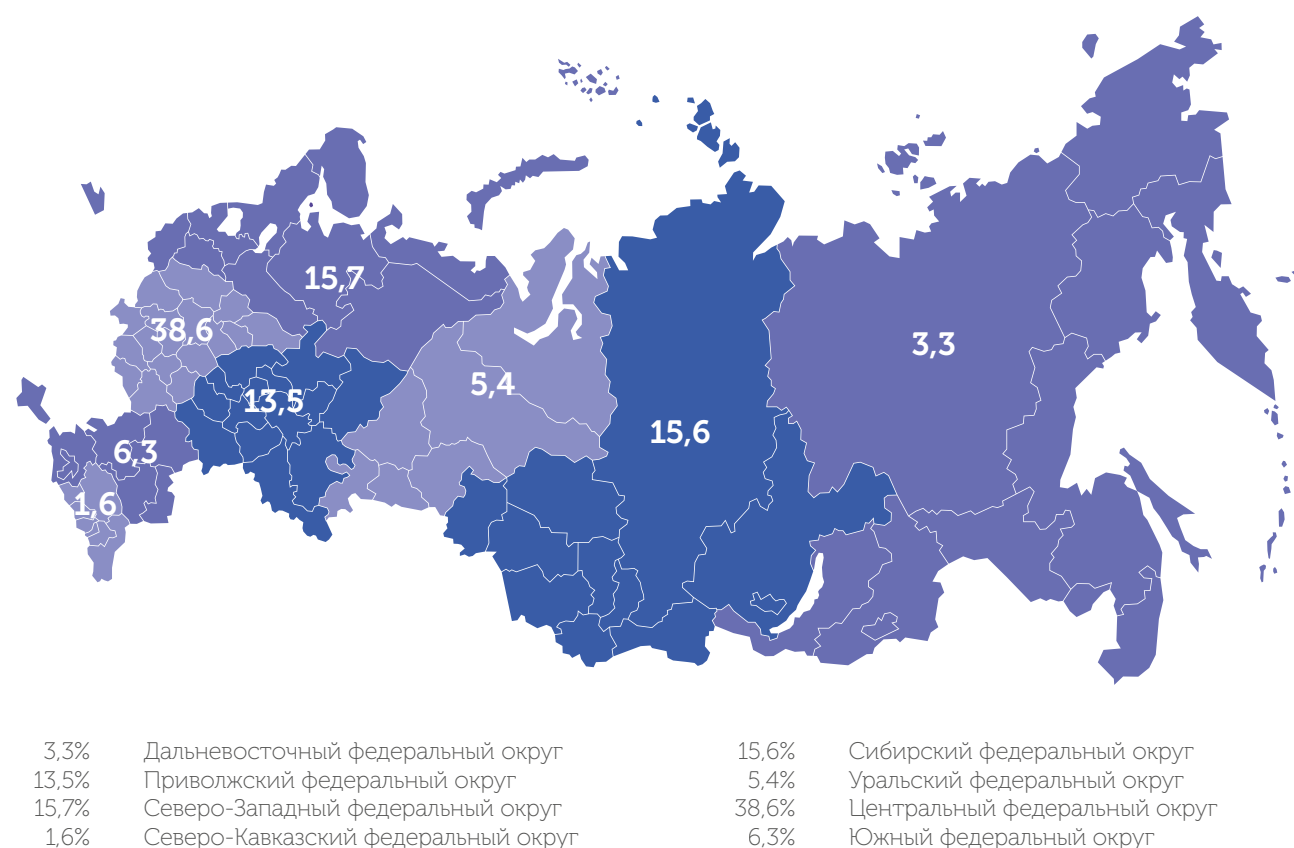 15,7
38,6
3,3
5,4
13,5
15,6
6,3
1,6
3,3% Дальневосточный федеральный округ
13,5% Приволжский федеральный округ
15,7% Северо-Западный федеральный округ
1,6% Северо-Кавказский федеральный округ
15,6% Сибирский федеральный округ
5,4% Уральский федеральный округ
38,6% Центральный федеральный округ
6,3% Южный федеральный округ